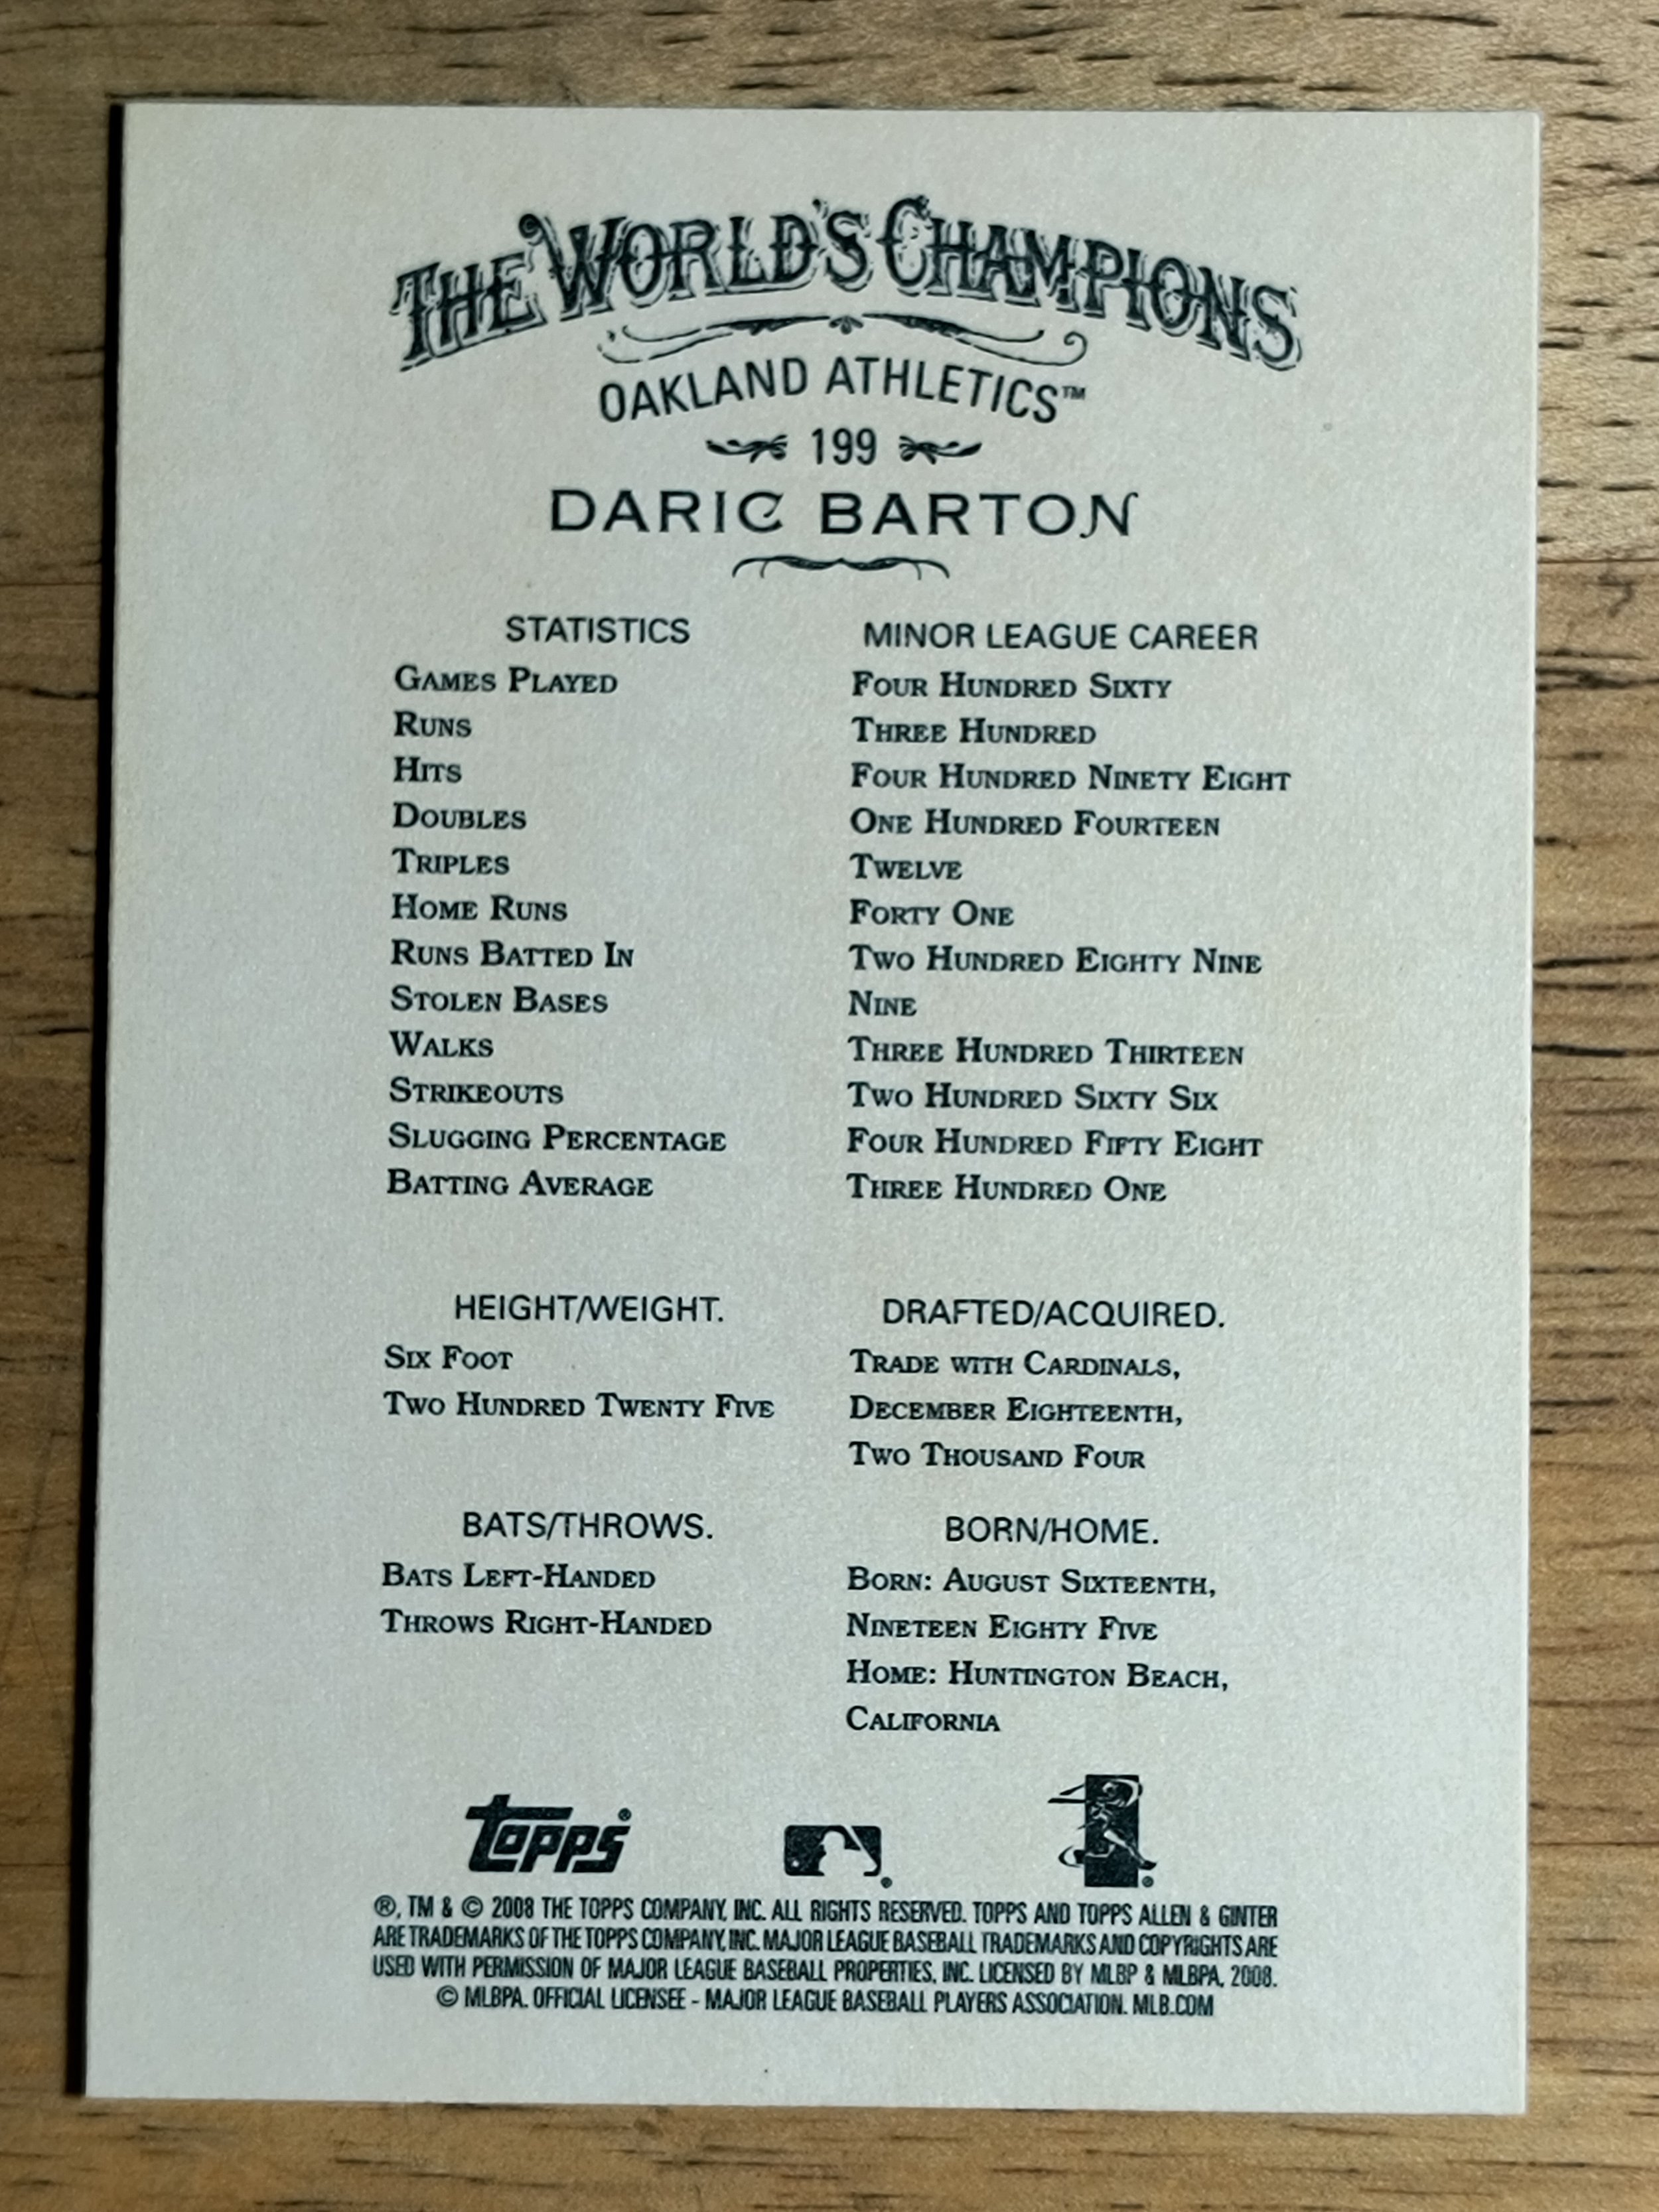 THE WORLD'S CHAMPIONS
OAKLAND ATHLETICS™
199
DARIC BARTON
STATISTICS MINOR LEAGUE CAREER
GAMES PLAYED FOUR HUNDRED SIXTY
RUNS THREE HUNDRED
HITS FOUR HUNDRED NINETY EIGHT
DOUBLES ONE HUNDRED FOURTEEN
TRIPLES TWELVE
HOME RUNS FORTY ONE
RUNS BATTED IN TWO HUNDRED EIGHTY NINE
STOLEN BASES NINE
WALKS THREE HUNDRED THIRTEEN
STRIKEOUTS TWO HUNDRED SIXTY SIX
SLUGGING PERCENTAGE FOUR HUNDRED FIFTY EIGHT
BATTING AVERAGE THREE HUNDRED ONE
HEIGHT/WEIGHT.
SIX FOOT
TWO HUNDRED TWENTY FIVE
DRAFTED/ACQUIRED.
TRADE WITH CARDINALS,
DECEMBER EIGHTEENTH,
TWO THOUSAND FOUR
BATS/THROWS.
BATS LEFT-HANDED
THROWS RIGHT-HANDED
BORN/HOME.
BORN: AUGUST SIXTEENTH,
NINETEEN EIGHTY FIVE
HOME: HUNTINGTON BEACH,
CALIFORNIA
Topps®
®, TM & © 2008 THE TOPPS COMPANY, INC. ALL RIGHTS RESERVED. TOPPS AND TOPPS ALLEN & GINTER
ARE TRADEMARKS OF THE TOPPS COMPANY, INC. MAJOR LEAGUE BASEBALL TRADEMARKS AND COPYRIGHTS ARE
USED WITH PERMISSION OF MAJOR LEAGUE BASEBALL PROPERTIES, INC. LICENSED BY MLBP & MLBPA, 2008.
© MLBPA. OFFICIAL LICENSEE - MAJOR LEAGUE BASEBALL PLAYERS ASSOCIATION. MLB.COM